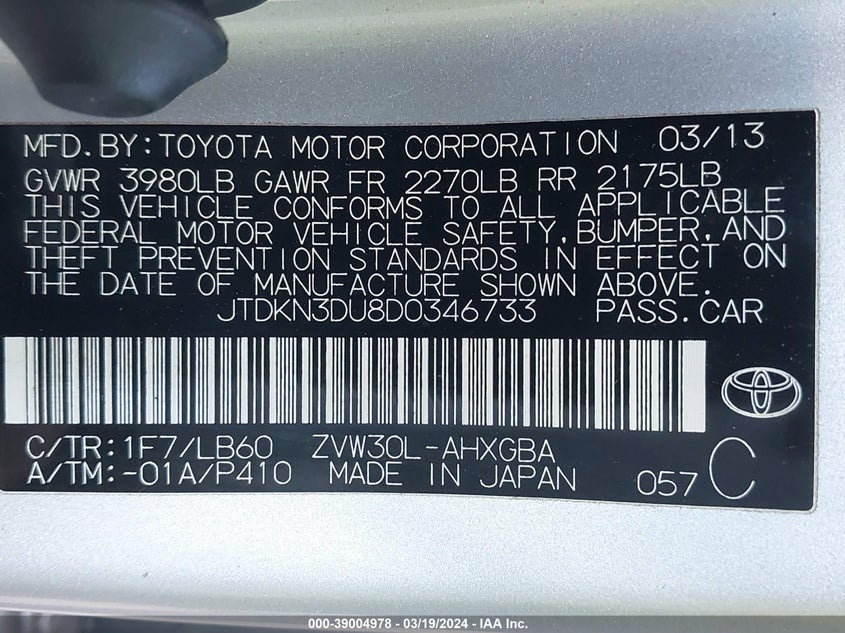 MFD.BY:TOYOTA MOTOR CORPORATION 03/13
GVWR 3980LB GAWR FR 2270LB RR 2175LB
THIS VEHICLE CONFORMS TO ALL APPLICABLE
FEDERAL MOTOR VEHICLE SAFETY,BUMPER,AND
THEFT PREVENTION STANDARDS IN EFFECT ON
THE DATE OF MANUFACTURE SHOWN ABOVE.
JTDKN3DU8D0346733 PASS.CAR
C/TR:1F7/LB60 ZVW30L-AHXGBA
A/TM:-01A/P410 MADE IN JAPAN 057 C
000-39004978 - 03/19/2024 - IAA Inc.